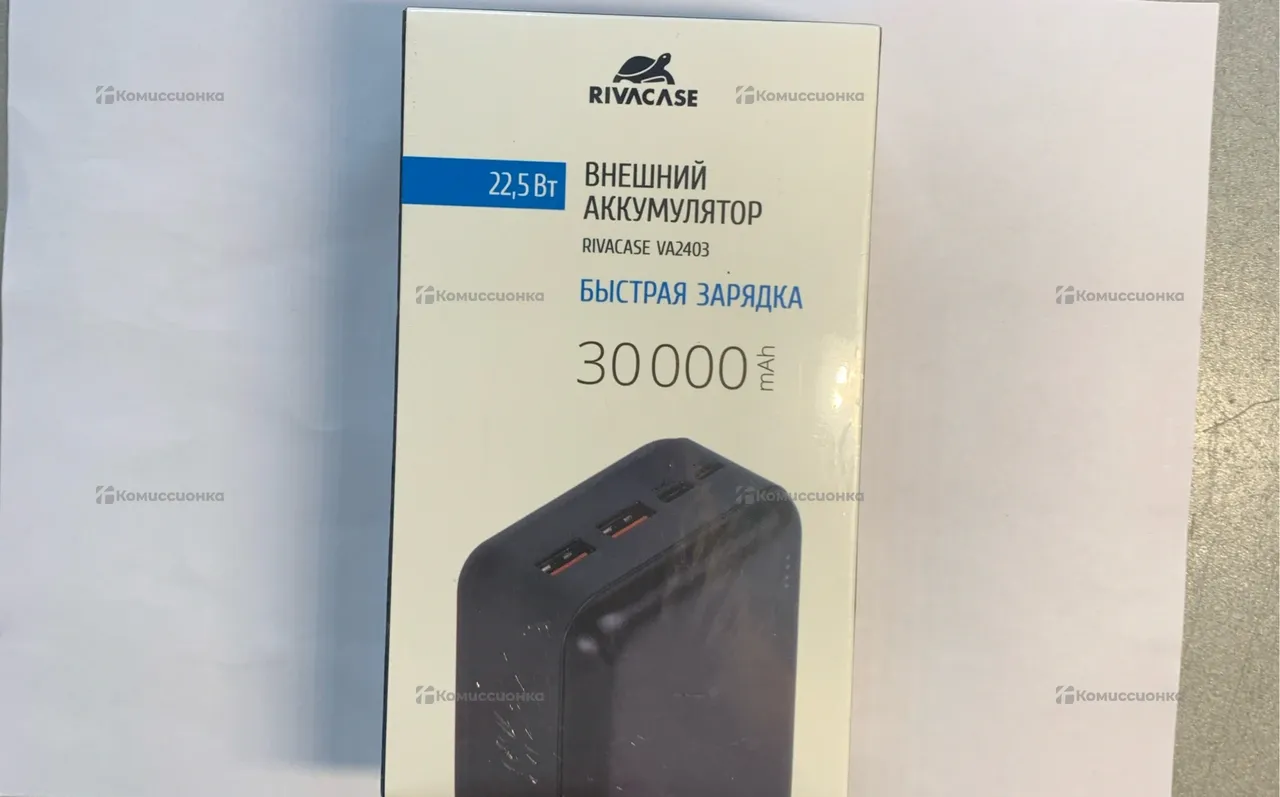 RIVACASE
22,5 Вт
ВНЕШНИЙ
АККУМУЛЯТОР
RIVACASE VA2403
БЫСТРАЯ ЗАРЯДКА
30 000 mAh
Комиссионка
Комиссионка
Комиссионка
Комиссионка
Комиссионка
Комиссионка
Комиссионка
Комиссионка